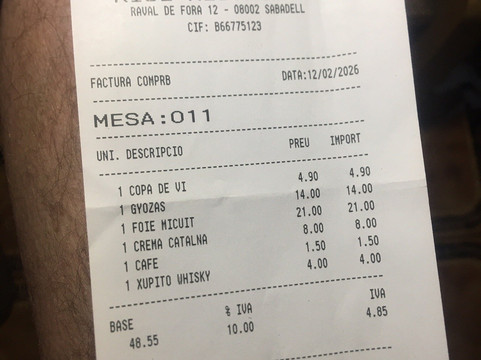 RAVAL DE FORA 12 - 08002 SABADELL
CIF: B66775123
FACTURA COMPRB DATA:12/02/2026
MESA:011
UNI. DESCRIPCIO PREU IMPORT
1 COPA DE VI 4.90 4.90
1 GYOZAS 14.00 14.00
1 FOIE MICUIT 21.00 21.00
1 CREMA CATALNA 8.00 8.00
1 CAFE 1.50 1.50
1 XUPITO WHISKY 4.00 4.00
BASE % IVA IVA
48.55 10.00 4.85